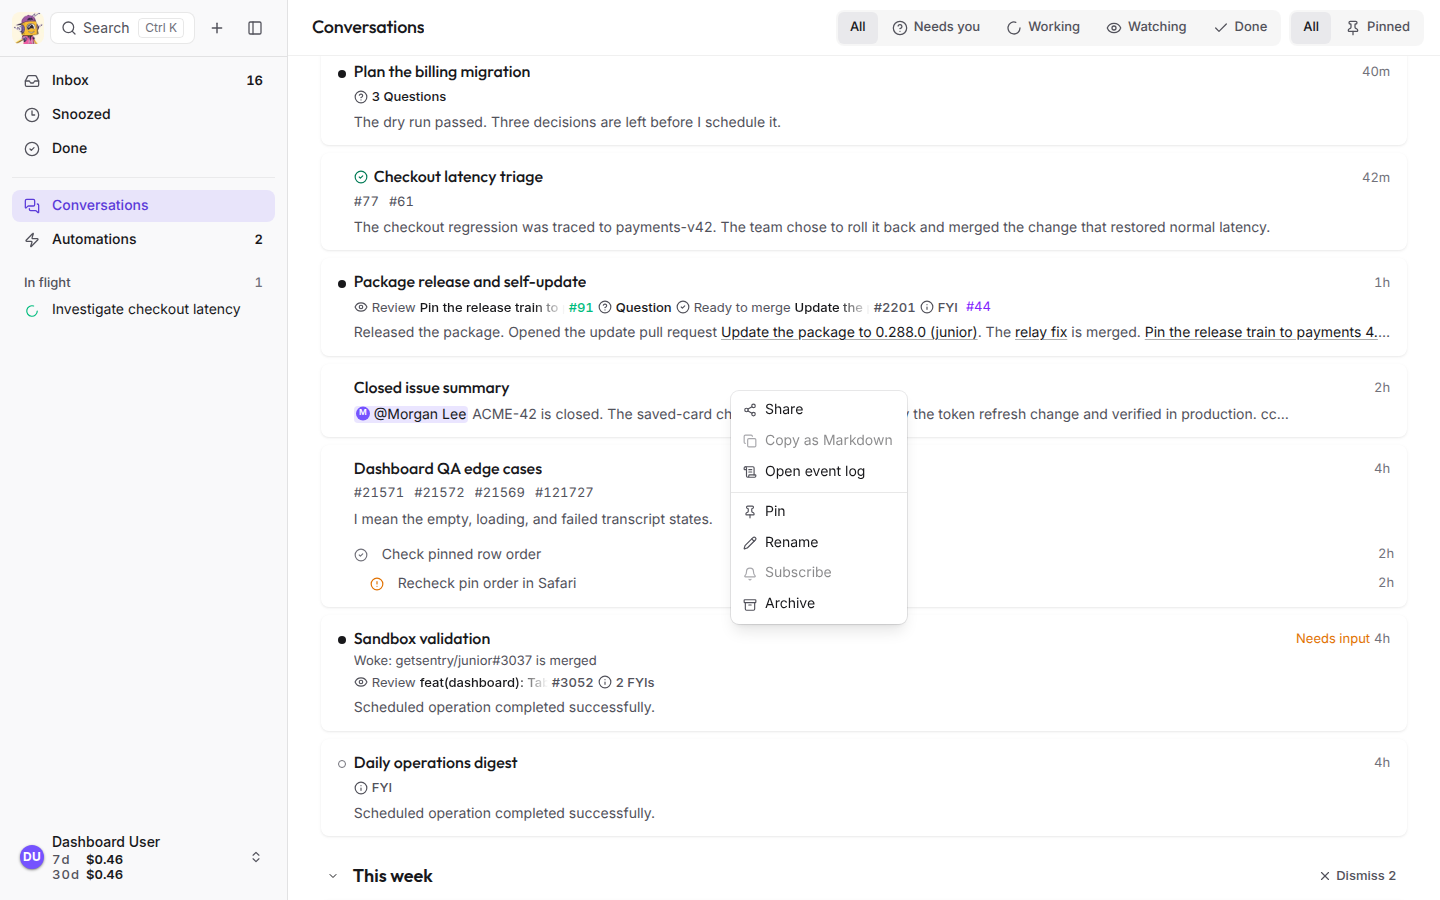 Search Ctrl K
Inbox 16
Snoozed
Done
Conversations
Automations 2
In flight 1
Investigate checkout latency
Dashboard User
DU
7d $0.46
30d $0.46
Conversations
All Needs you Working Watching Done All Pinned
Plan the billing migration 40m
3 Questions
The dry run passed. Three decisions are left before I schedule it.
Checkout latency triage 42m
#77 #61
The checkout regression was traced to payments-v42. The team chose to roll it back and merged the change that restored normal latency.
Package release and self-update 1h
Review Pin the release train to #91 Question Ready to merge Update the #2201 FYI #44
Released the package. Opened the update pull request Update the package to 0.288.0 (junior). The relay fix is merged. Pin the release train to payments 4....
Closed issue summary 2h
M @Morgan Lee ACME-42 is closed. The saved-card the token refresh change and verified in production. cc...
Share
Copy as Markdown
Open event log
Pin
Rename
Subscribe
Archive
Dashboard QA edge cases 4h
#21571 #21572 #21569 #121727
I mean the empty, loading, and failed transcript states.
Check pinned row order 2h
Recheck pin order in Safari 2h
Sandbox validation Needs input 4h
Woke: getsentry/junior#3037 is merged
Review feat(dashboard): #3052 2 FYIs
Scheduled operation completed successfully.
Daily operations digest 4h
FYI
Scheduled operation completed successfully.
This week Dismiss 2